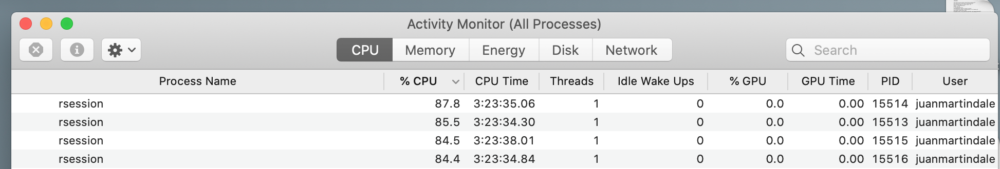 Activity Monitor (All Processes)
CPU Memory Energy Disk Network Search
Process Name % CPU CPU Time Threads Idle Wake Ups % GPU GPU Time PID User
rsession 87.8 3:23:35.06 1 0 0.0 0.00 15514 juanmartindale
rsession 85.5 3:23:34.30 1 0 0.0 0.00 15513 juanmartindale
rsession 84.5 3:23:38.01 1 0 0.0 0.00 15515 juanmartindale
rsession 84.4 3:23:34.84 1 0 0.0 0.00 15516 juanmartindale